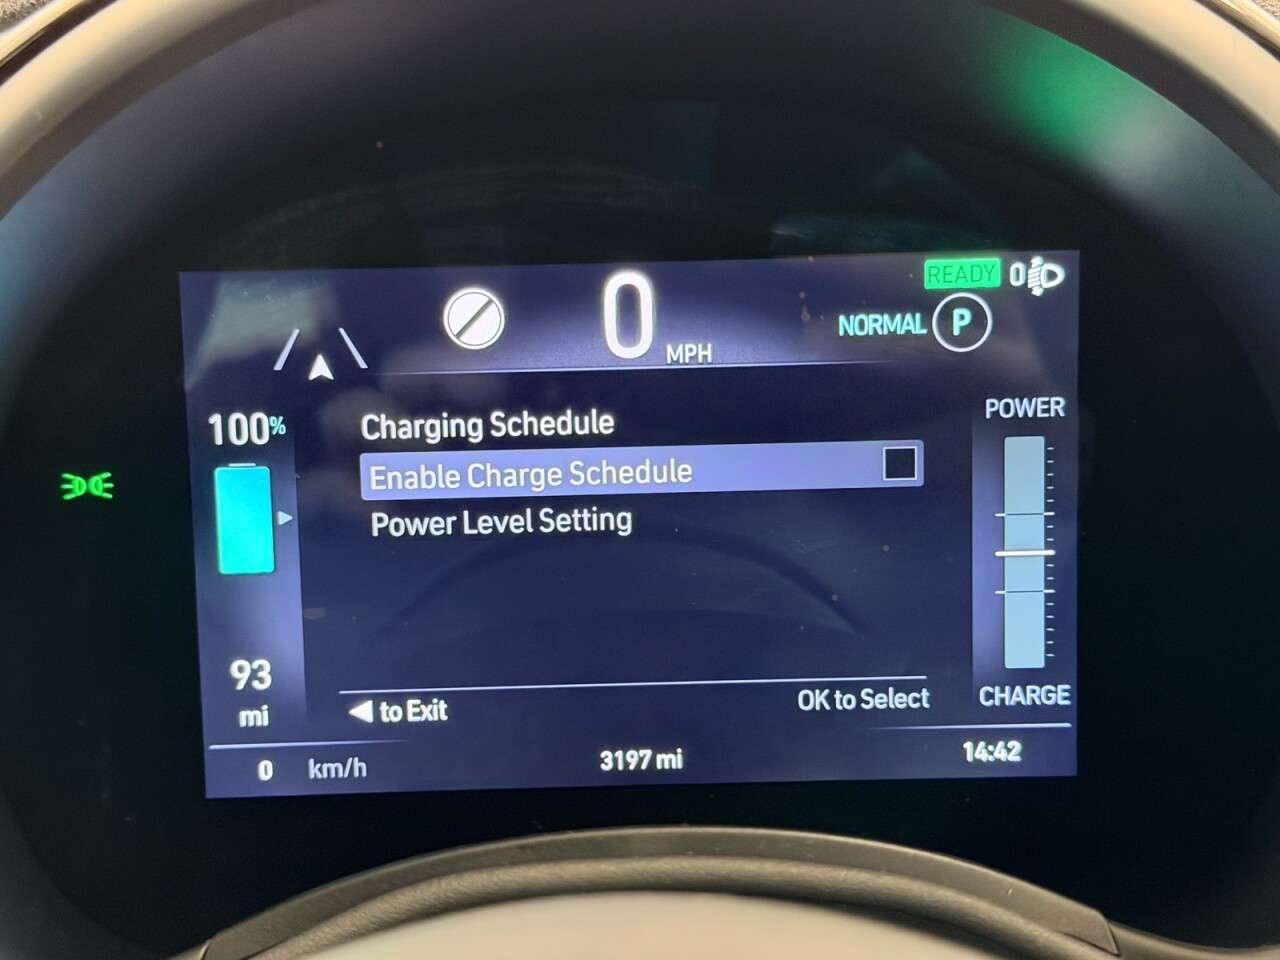 READY 0
0 MPH
NORMAL P
100%
POWER
Charging Schedule
Enable Charge Schedule
Power Level Setting
93
mi
to Exit
OK to Select
CHARGE
0 km/h
3197 mi
14:42